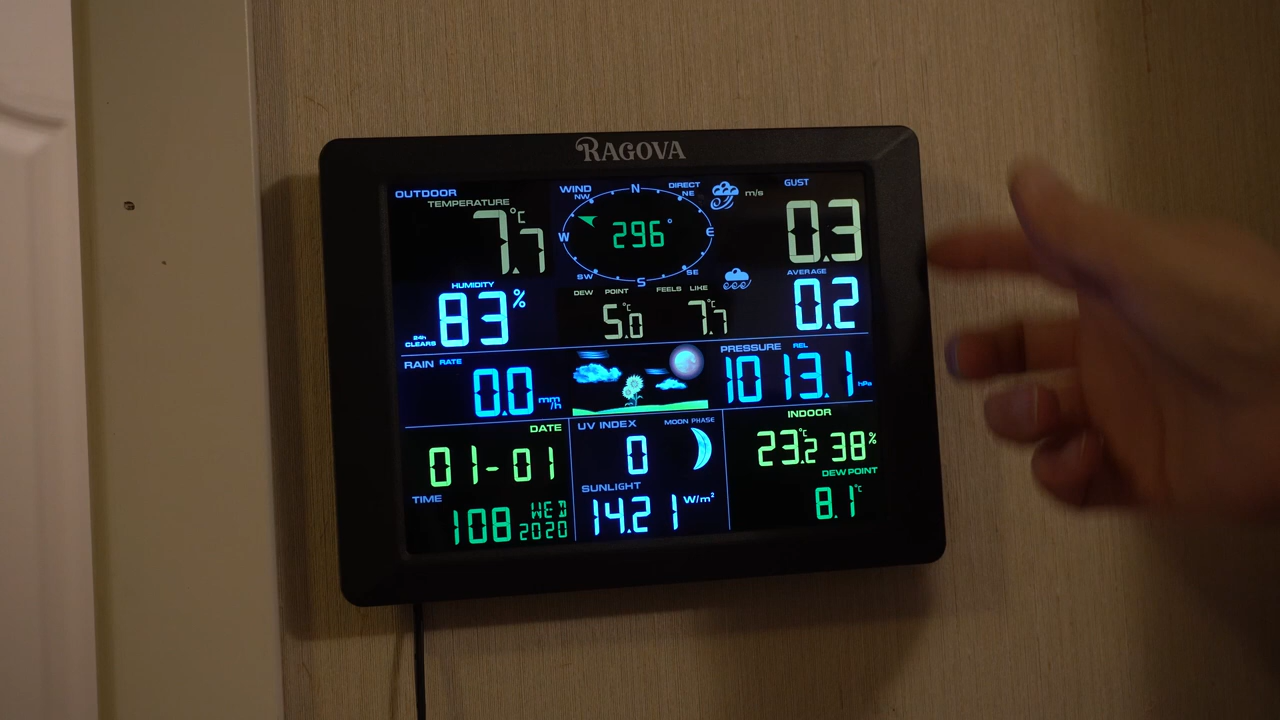 RAGOVA
OUTDOOR
TEMPERATURE
7.7 °C
WIND
N
DIRECT
NE
E
SE
S
SW
W
NW
296°
m/s
GUST
0.3
AVERAGE
0.2
HUMIDITY
83%
24h
CLEARS
DEW POINT
5.0 °C
FEELS LIKE
7.7 °C
RAIN RATE
0.0 mm/h
PRESSURE REL
1013.1 hPa
DATE
01-01
TIME
108
WED
2020
UV INDEX
0
MOON PHASE
SUNLIGHT
14.21 W/m²
INDOOR
23.2 °C 38%
DEW POINT
8.1 °C